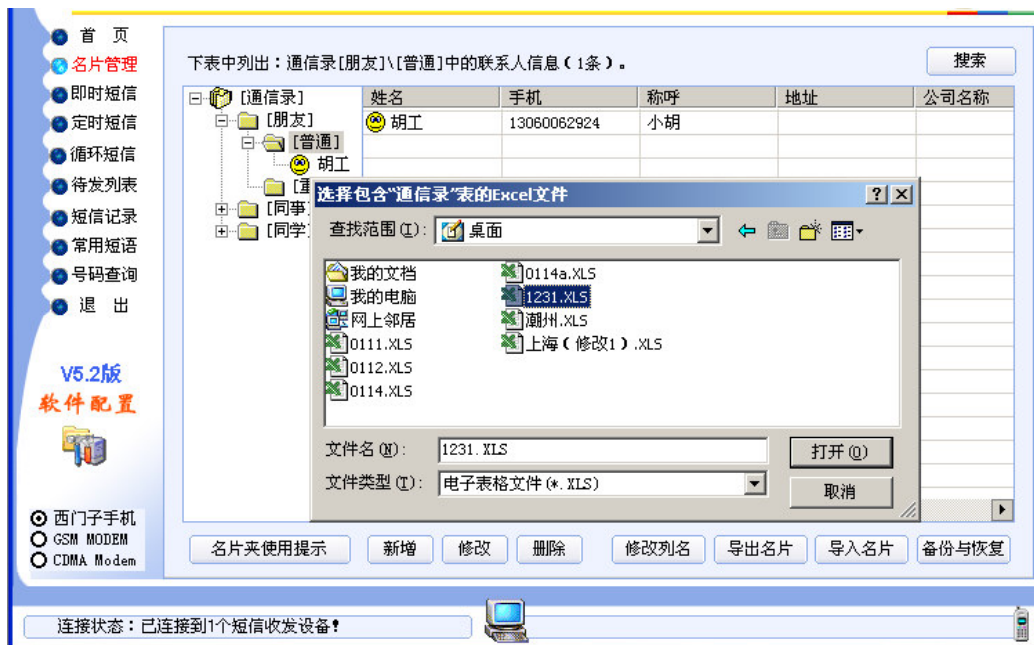 首 页
名片管理
即时短信
定时短信
循环短信
待发列表
短信记录
常用短语
号码查询
退 出
V5.2版
软件配置
西门子手机
GSM MODEM
CDMA Modem
下表中列出：通信录[朋友]\[普通]中的联系人信息（1条）。
搜索
[通信录]
[朋友]
[普通]
胡工
[同事
[同学
姓名 手机 称呼 地址 公司名称
胡工 13060062924 小胡
选择包含“通信录”表的Excel文件
查找范围(I): 桌面
我的文档
我的电脑
网上邻居
0111.XLS
0112.XLS
0114.XLS
0114a.XLS
1231.XLS
潮州.XLS
上海（修改1）.XLS
文件名(N): 1231.XLS 打开(O)
文件类型(T): 电子表格文件(*.XLS) 取消
名片夹使用提示 新增 修改 删除 修改列名 导出名片 导入名片 备份与恢复
连接状态：已连接到1个短信收发设备!